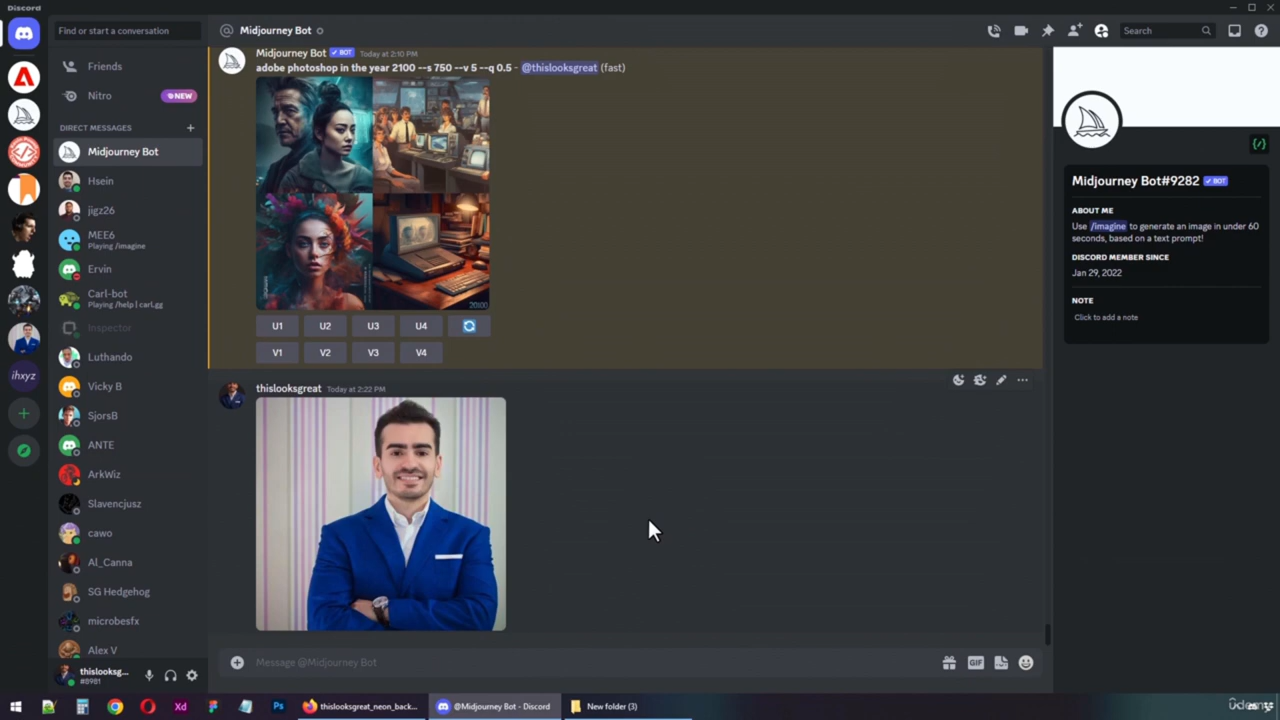 Discord
Find or start a conversation
Friends
Nitro
NEW
DIRECT MESSAGES
Midjourney Bot
Hsein
jigz26
MEE6
Playing /imagine
Ervin
Carl-bot
Playing /help | carl.gg
Inspector
Luthando
Vicky B
SjorsB
ANTE
ArkWiz
Slavencjusz
cawo
Al_Canna
SG Hedgehog
microbesfx
Alex V
ihxyz
thislooksg...
#8981
Midjourney Bot
Search
Midjourney Bot ✓ BOT Today at 2:10 PM
adobe photoshop in the year 2100 --s 750 --v 5 --q 0.5 - @thislooksgreat (fast)
20100
U1 U2 U3 U4
V1 V2 V3 V4
thislooksgreat Today at 2:22 PM
Message @Midjourney Bot
GIF
Midjourney Bot#9282 ✓ BOT
ABOUT ME
Use /imagine to generate an image in under 60
seconds, based on a text prompt!
DISCORD MEMBER SINCE
Jan 29, 2022
NOTE
Click to add a note
Xd
Ps
thislooksgreat_neon_back...
@Midjourney Bot - Discord
New folder (3)